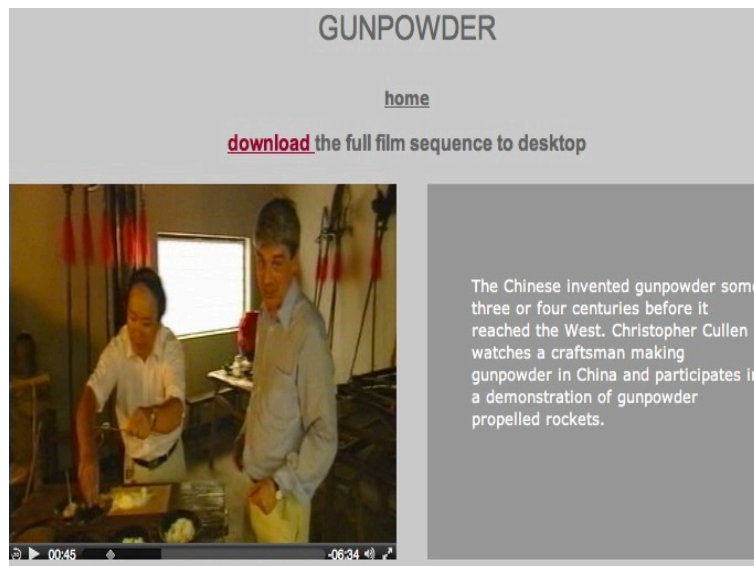 GUNPOWDER
home
download the full film sequence to desktop
The Chinese invented gunpowder some
three or four centuries before it
reached the West. Christopher Cullen
watches a craftsman making
gunpowder in China and participates in
a demonstration of gunpowder
propelled rockets.
00:45
-06:34